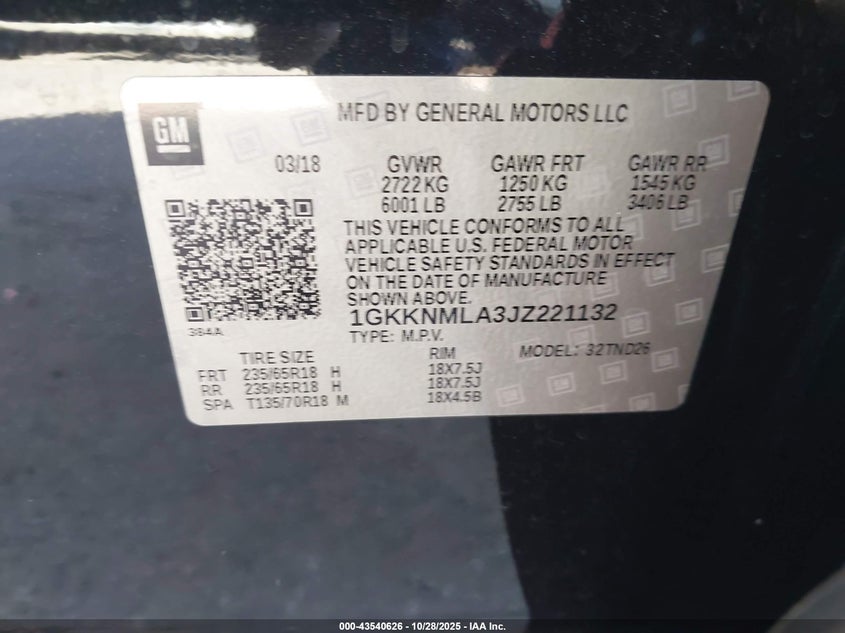 GM
MFD BY GENERAL MOTORS LLC
03/18 GVWR GAWR FRT GAWR RR
2722 KG 1250 KG 1545 KG
6001 LB 2755 LB 3406 LB
THIS VEHICLE CONFORMS TO ALL
APPLICABLE U.S. FEDERAL MOTOR
VEHICLE SAFETY STANDARDS IN EFFECT
ON THE DATE OF MANUFACTURE
SHOWN ABOVE.
1GKKNMLA3JZ221132
384A
TYPE: M.P.V.
TIRE SIZE RIM MODEL: 32TND26
FRT 235/65R18 H 18X7.5J
RR 235/65R18 H 18X7.5J
SPA T135/70R18 M 18X4.5B
000-43540626 - 10/28/2025 - IAA Inc.